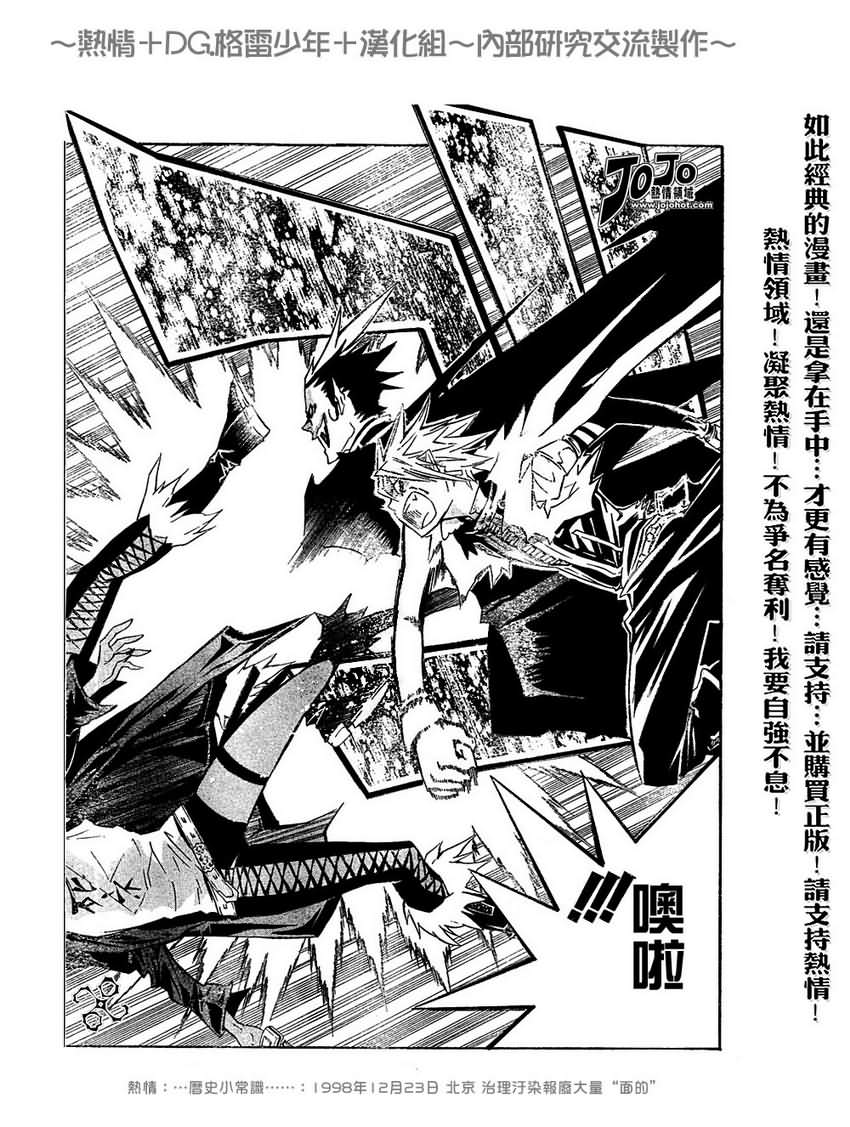 ～熱情＋D.G.格雷少年＋漢化組～內部研究交流製作～
JOJO
熱情領域
www.jojohot.com
如此經典的漫畫！還是拿在手中…才更有感覺…請支持…並購買正版！請支持熱情！
熱情領域！凝聚熱情！不為爭名奪利！我要自強不息！
噢啦!!!
熱情：…曆史小常識……：1998年12月23日 北京 治理汙染報廢大量“面的”